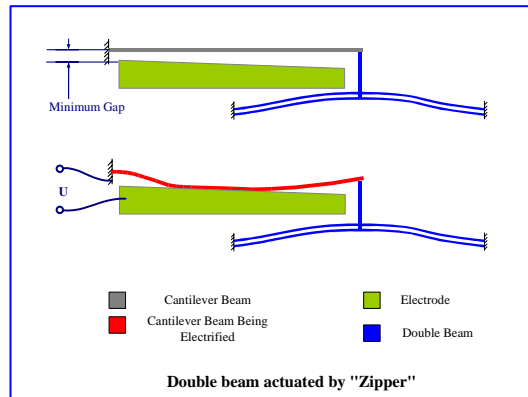 Minimum Gap
U
Cantilever Beam
Electrode
Cantilever Beam Being
Electrified
Double Beam
Double beam actuated by "Zipper"